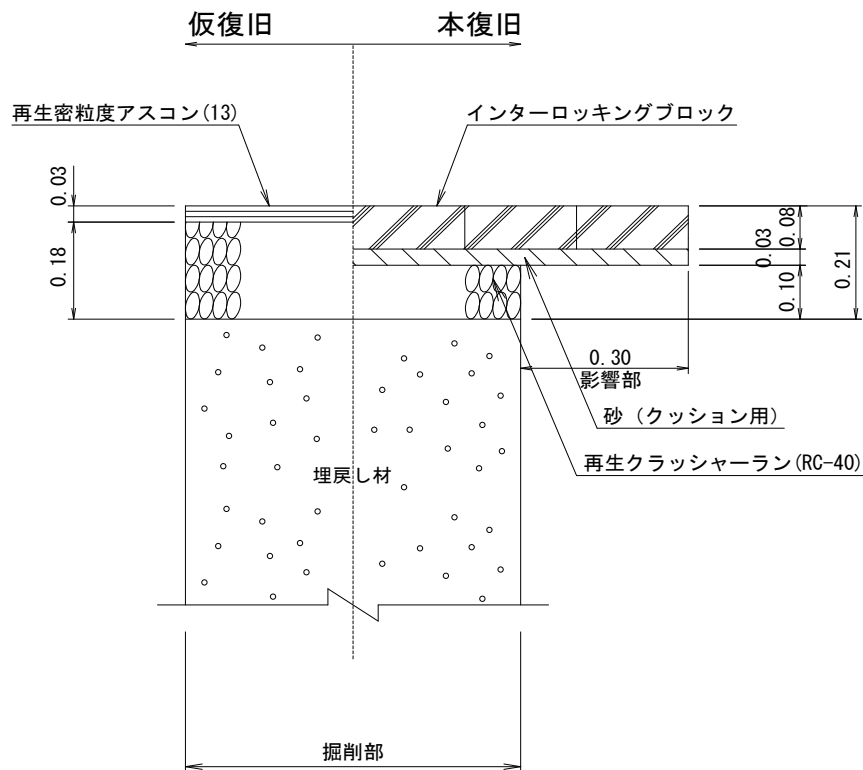 仮復旧
本復旧
再生密粒度アスコン(13)
インターロッキングブロック
0.03
0.18
0.08
0.03
0.10
0.21
0.30
影響部
砂（クッション用）
再生クラッシャーラン(RC-40)
埋戻し材
掘削部